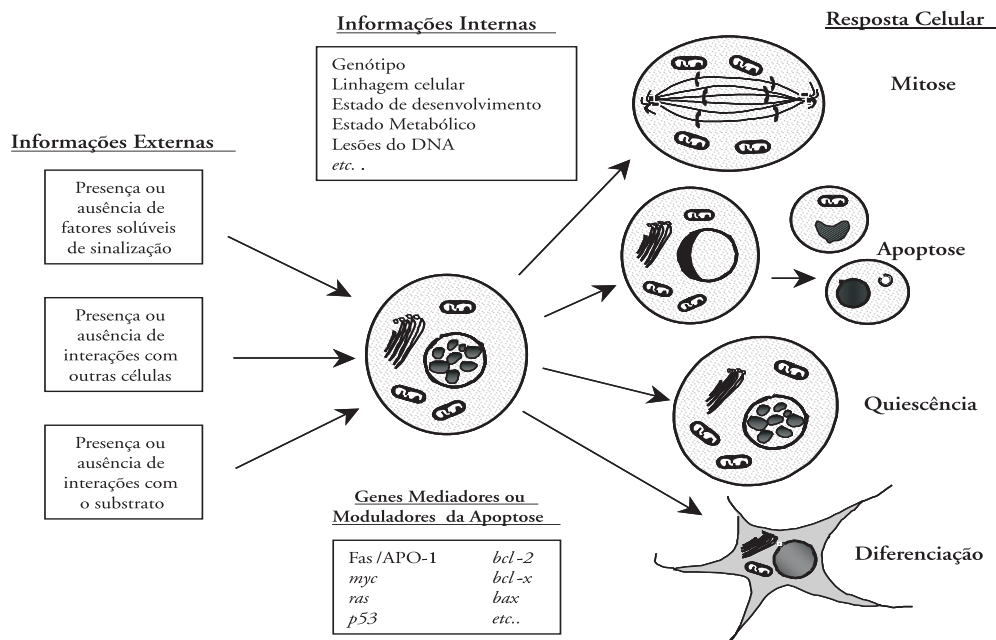 Informações Internas
Genótipo
Linhagem celular
Estado de desenvolvimento
Estado Metabólico
Lesões do DNA
etc. .
Resposta Celular
Mitose
Apoptose
Quiescência
Diferenciação
Informações Externas
Presença ou
ausência de
fatores solúveis
de sinalização
Presença ou
ausência de
interações com
outras células
Presença ou
ausência de
interações com
o substrato
Genes Mediadores ou
Moduladores da Apoptose
Fas/APO-1 bcl-2
myc bcl-x
ras bax
p53 etc..